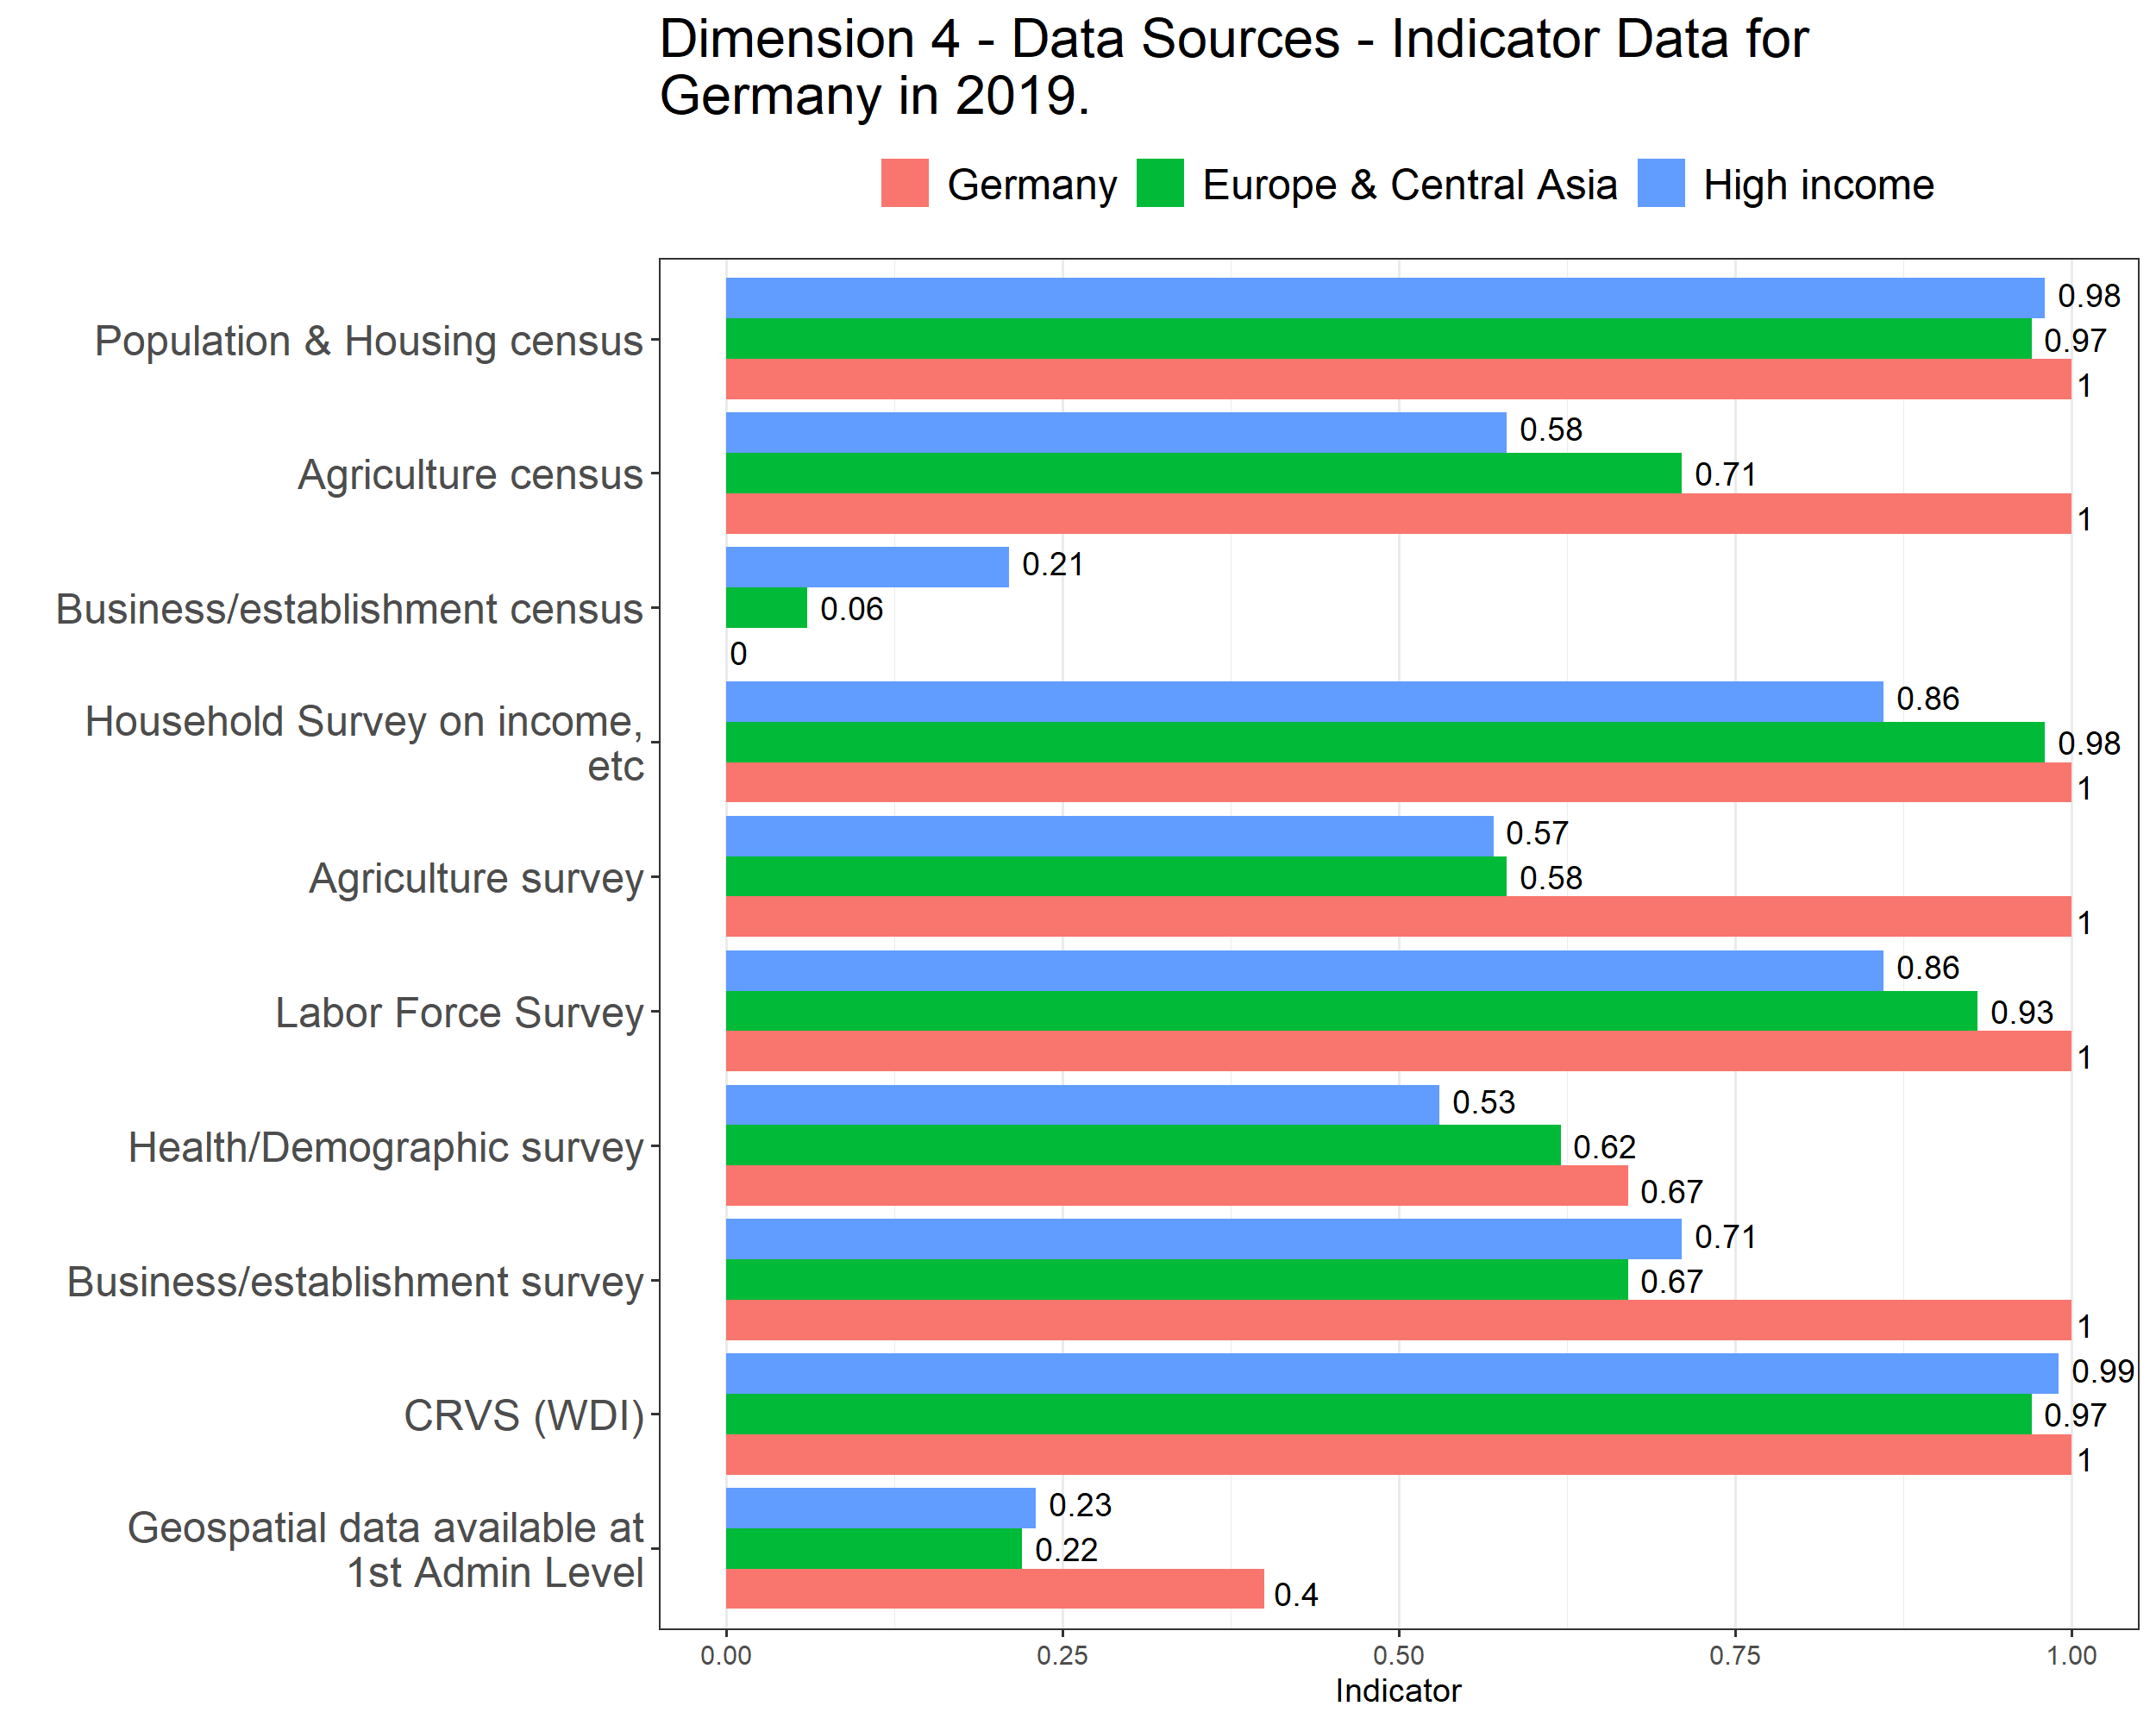 Dimension 4 - Data Sources - Indicator Data for
Germany in 2019.
Germany Europe & Central Asia High income
Population & Housing census
0.98
0.97
1
Agriculture census
0.58
0.71
1
Business/establishment census
0.21
0.06
0
Household Survey on income,
etc
0.86
0.98
1
Agriculture survey
0.57
0.58
1
Labor Force Survey
0.86
0.93
1
Health/Demographic survey
0.53
0.62
0.67
Business/establishment survey
0.71
0.67
1
CRVS (WDI)
0.99
0.97
1
Geospatial data available at
1st Admin Level
0.23
0.22
0.4
0.00 0.25 0.50 0.75 1.00
Indicator